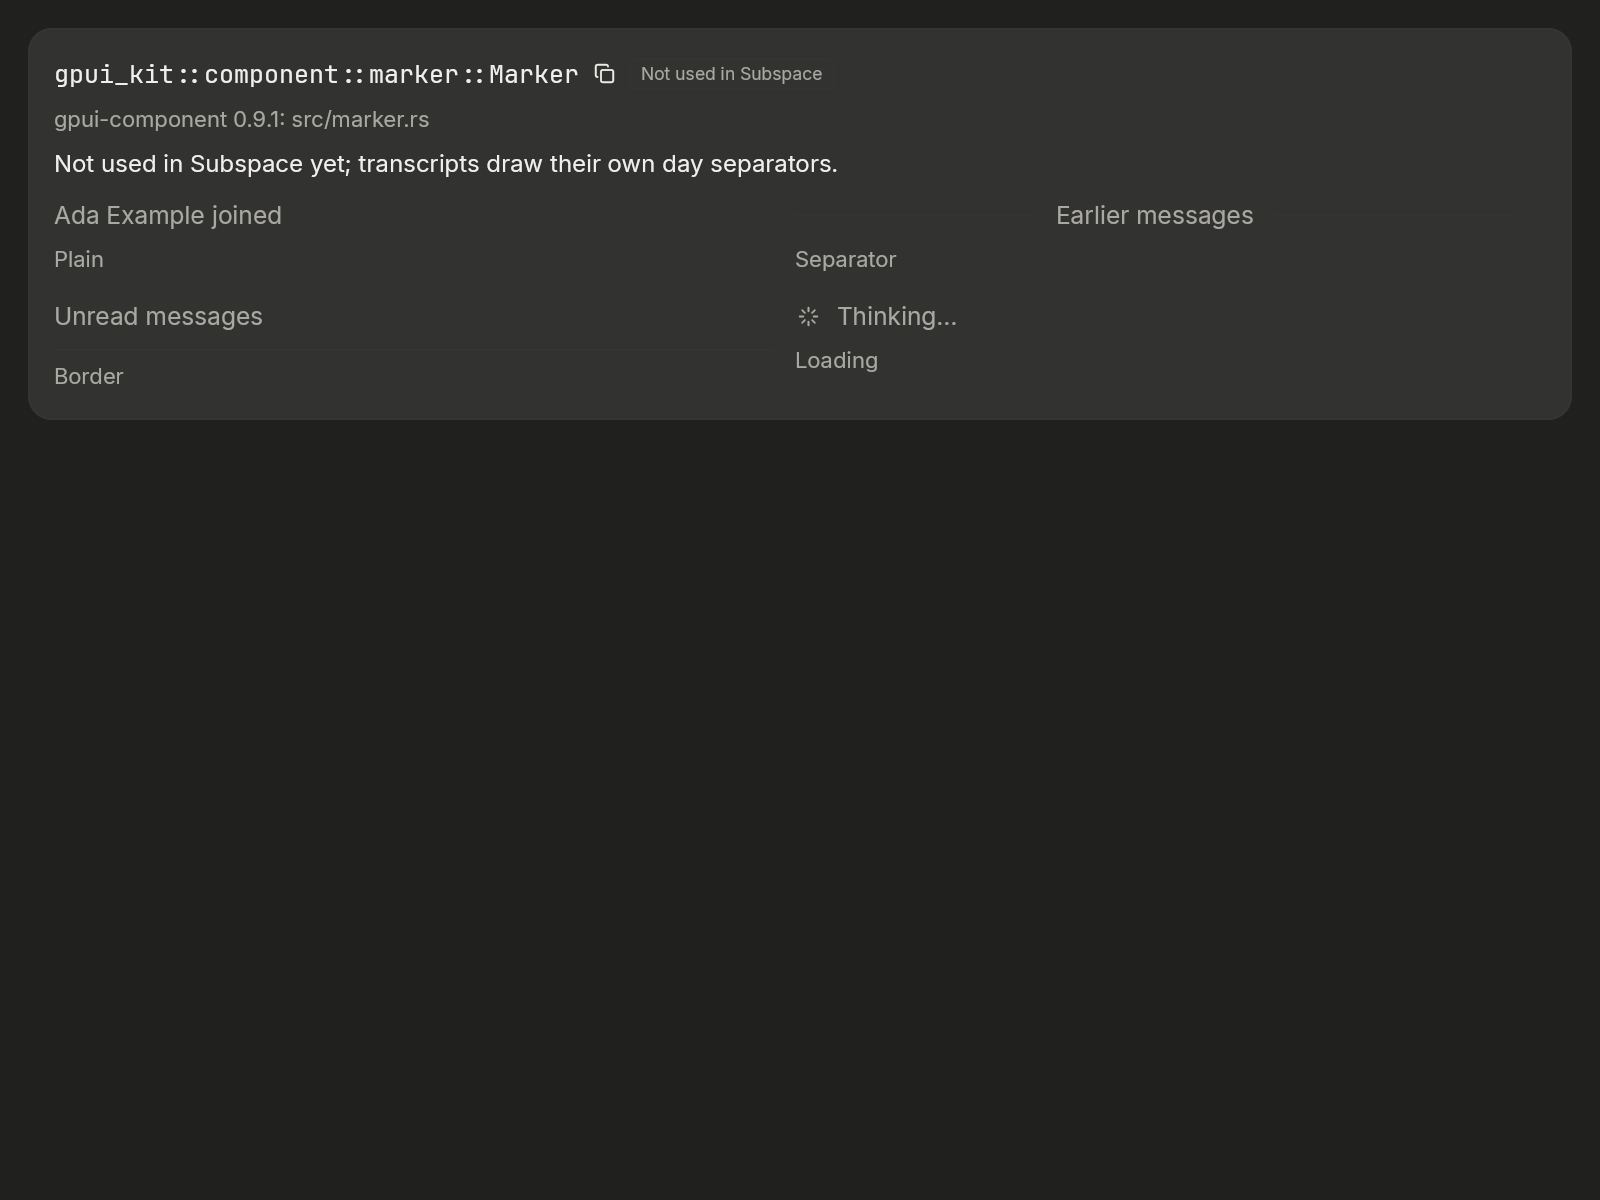 gpui_kit::component::marker::Marker Not used in Subspace
gpui-component 0.9.1: src/marker.rs
Not used in Subspace yet; transcripts draw their own day separators.
Ada Example joined
Plain
Earlier messages
Separator
Unread messages
Border
Thinking...
Loading